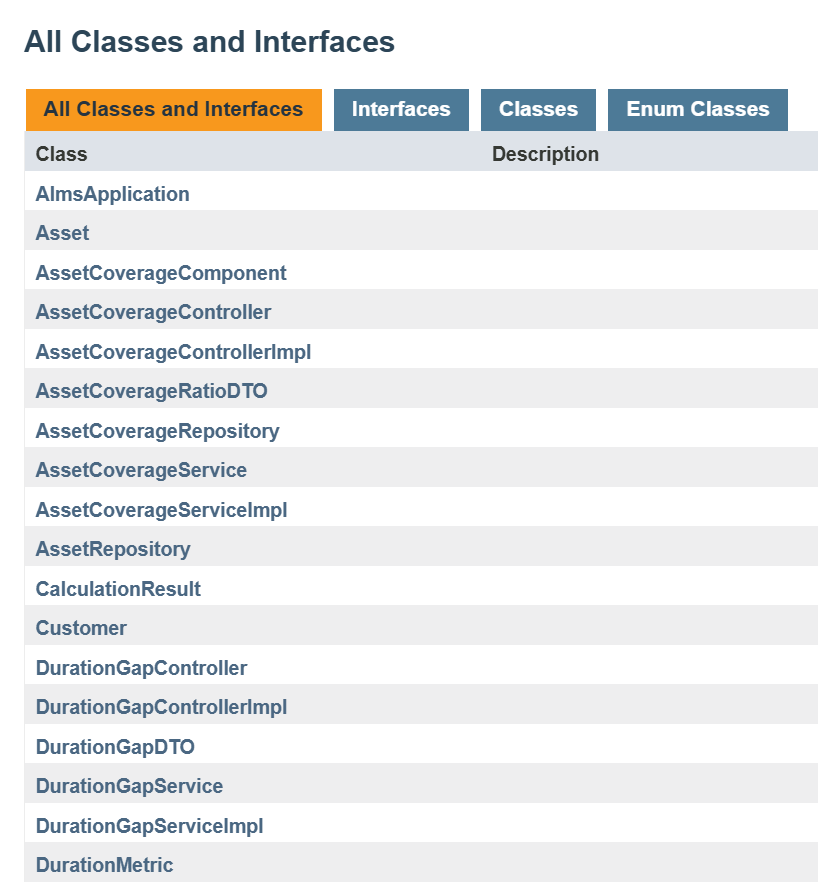 All Classes and Interfaces
All Classes and Interfaces Interfaces Classes Enum Classes
Class Description
AlmsApplication
Asset
AssetCoverageComponent
AssetCoverageController
AssetCoverageControllerImpl
AssetCoverageRatioDTO
AssetCoverageRepository
AssetCoverageService
AssetCoverageServiceImpl
AssetRepository
CalculationResult
Customer
DurationGapController
DurationGapControllerImpl
DurationGapDTO
DurationGapService
DurationGapServiceImpl
DurationMetric